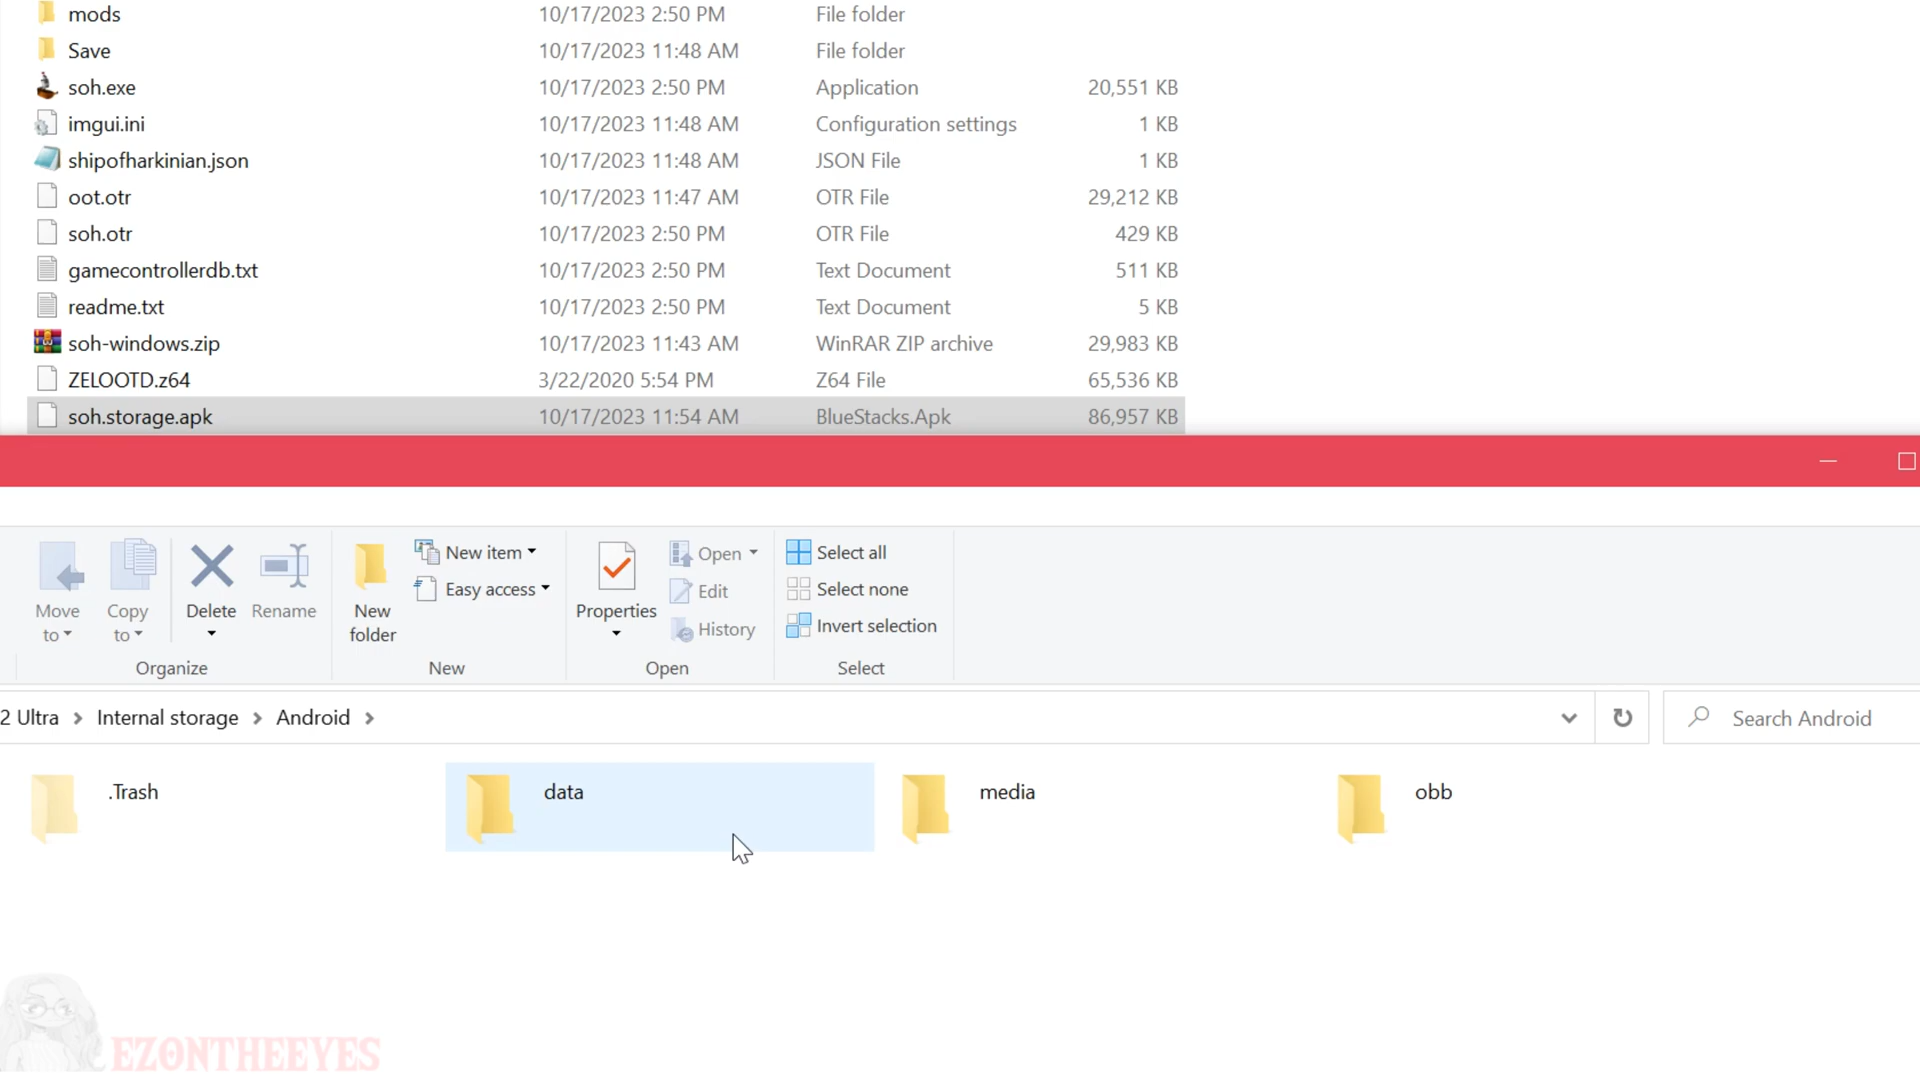 mods 10/17/2023 2:50 PM File folder
Save 10/17/2023 11:48 AM File folder
soh.exe 10/17/2023 2:50 PM Application 20,551 KB
imgui.ini 10/17/2023 11:48 AM Configuration settings 1 KB
shipofharkinian.json 10/17/2023 11:48 AM JSON File 1 KB
oot.otr 10/17/2023 11:47 AM OTR File 29,212 KB
soh.otr 10/17/2023 2:50 PM OTR File 429 KB
gamecontrollerdb.txt 10/17/2023 2:50 PM Text Document 511 KB
readme.txt 10/17/2023 2:50 PM Text Document 5 KB
soh-windows.zip 10/17/2023 11:43 AM WinRAR ZIP archive 29,983 KB
ZELOOTD.z64 3/22/2020 5:54 PM Z64 File 65,536 KB
soh.storage.apk 10/17/2023 11:54 AM BlueStacks.Apk 86,957 KB
New item Open Select all
Easy access Edit Select none
Move to Copy to Delete Rename New folder Properties History Invert selection
Organize New Open Select
2 Ultra Internal storage Android Search Android
.Trash data media obb
EZONTHEEYES